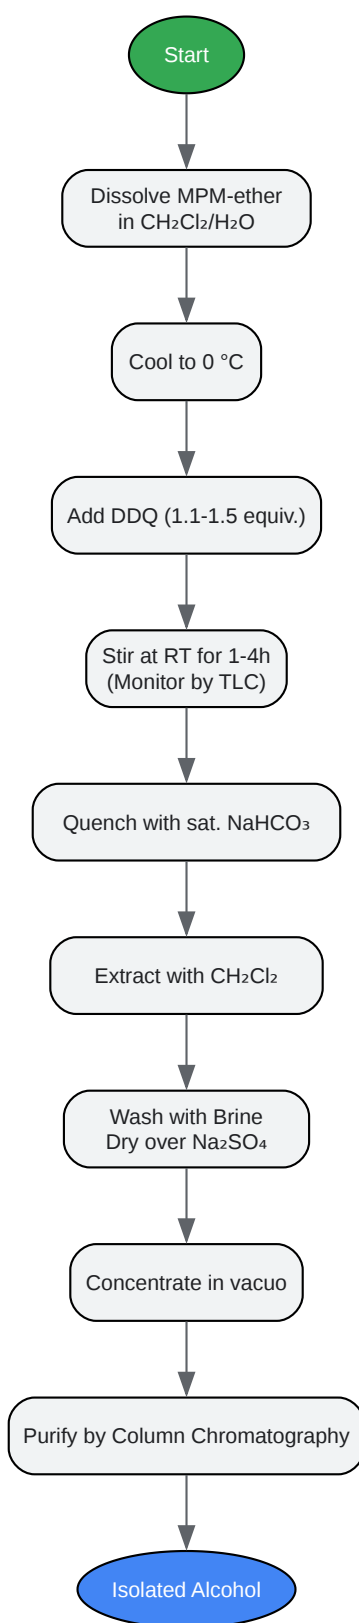 Start
Dissolve MPM-ether
in CH₂Cl₂/H₂O
Cool to 0 °C
Add DDQ (1.1-1.5 equiv.)
Stir at RT for 1-4h
(Monitor by TLC)
Quench with sat. NaHCO₃
Extract with CH₂Cl₂
Wash with Brine
Dry over Na₂SO₄
Concentrate in vacuo
Purify by Column Chromatography
Isolated Alcohol